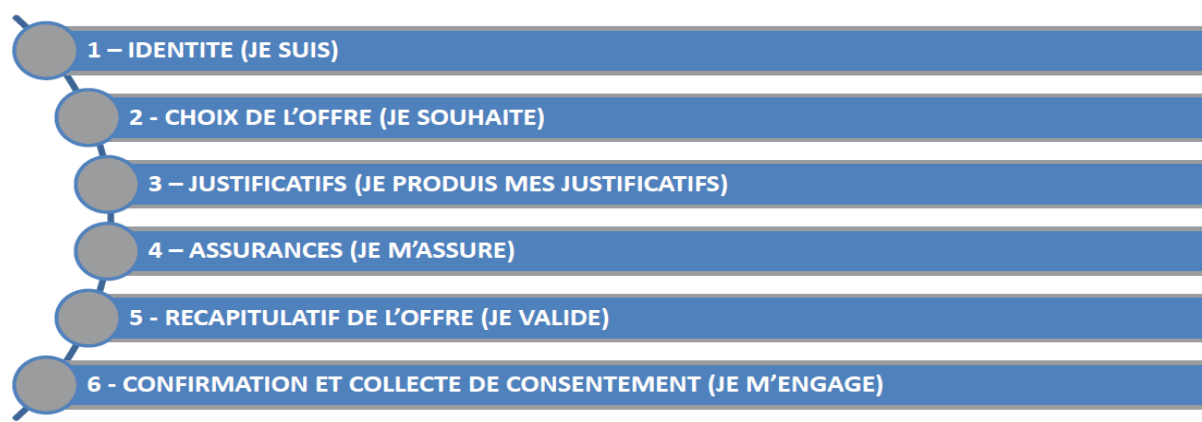 1 – IDENTITE (JE SUIS)
2 - CHOIX DE L’OFFRE (JE SOUHAITE)
3 – JUSTIFICATIFS (JE PRODUIS MES JUSTIFICATIFS)
4 – ASSURANCES (JE M’ASSURE)
5 - RECAPITULATIF DE L’OFFRE (JE VALIDE)
6 - CONFIRMATION ET COLLECTE DE CONSENTEMENT (JE M’ENGAGE)